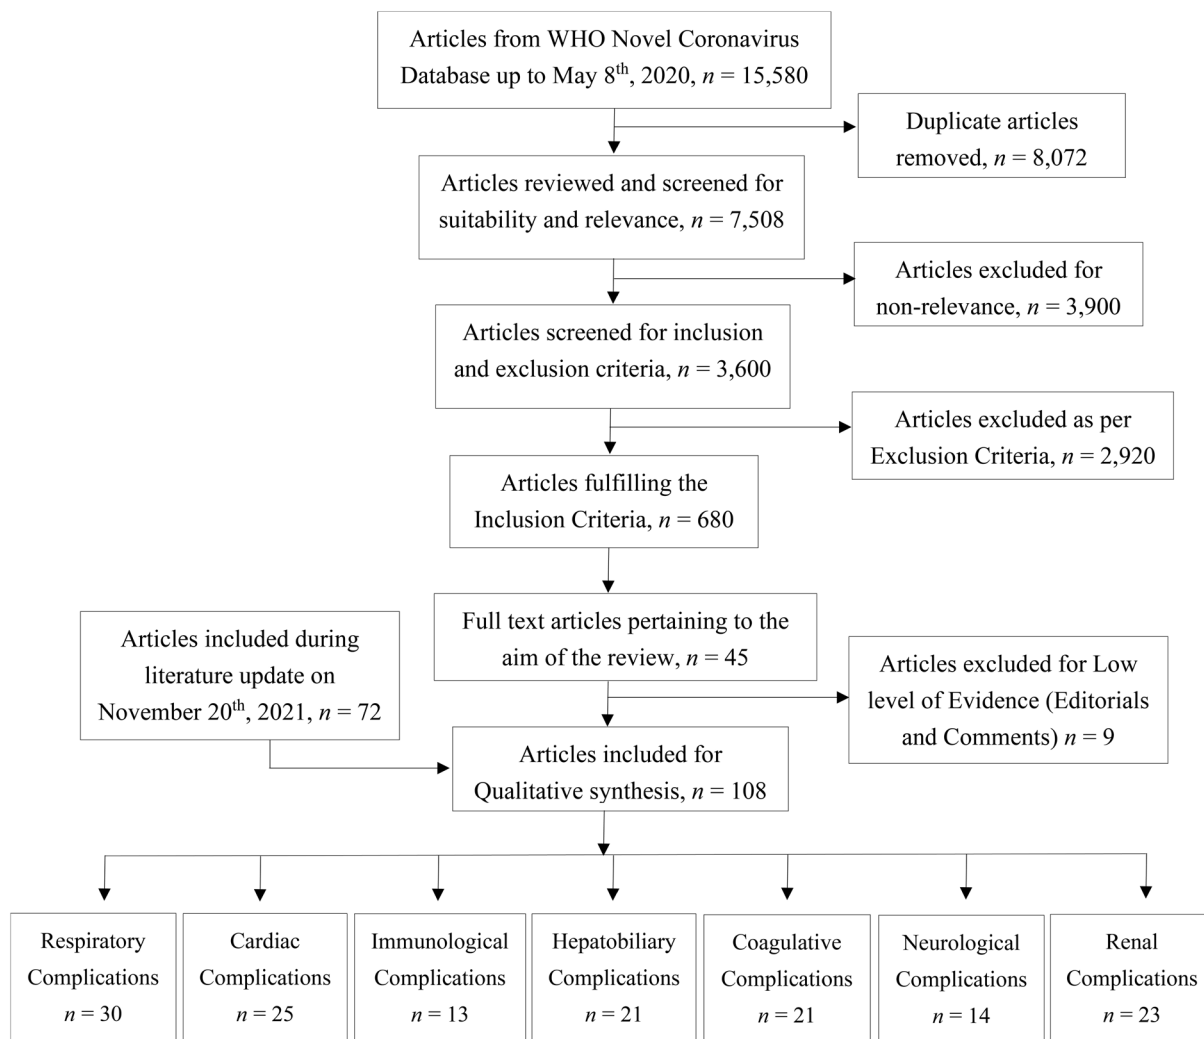 Articles from WHO Novel Coronavirus
Database up to May 8th, 2020, n = 15,580
Duplicate articles
removed, n = 8,072
Articles reviewed and screened for
suitability and relevance, n = 7,508
Articles excluded for
non-relevance, n = 3,900
Articles screened for inclusion
and exclusion criteria, n = 3,600
Articles excluded as per
Exclusion Criteria, n = 2,920
Articles fulfilling the
Inclusion Criteria, n = 680
Full text articles pertaining to the
aim of the review, n = 45
Articles included during
literature update on
November 20th, 2021, n = 72
Articles excluded for Low
level of Evidence (Editorials
and Comments) n = 9
Articles included for
Qualitative synthesis, n = 108
Respiratory
Complications
n = 30
Cardiac
Complications
n = 25
Immunological
Complications
n = 13
Hepatobiliary
Complications
n = 21
Coagulative
Complications
n = 21
Neurological
Complications
n = 14
Renal
Complications
n = 23